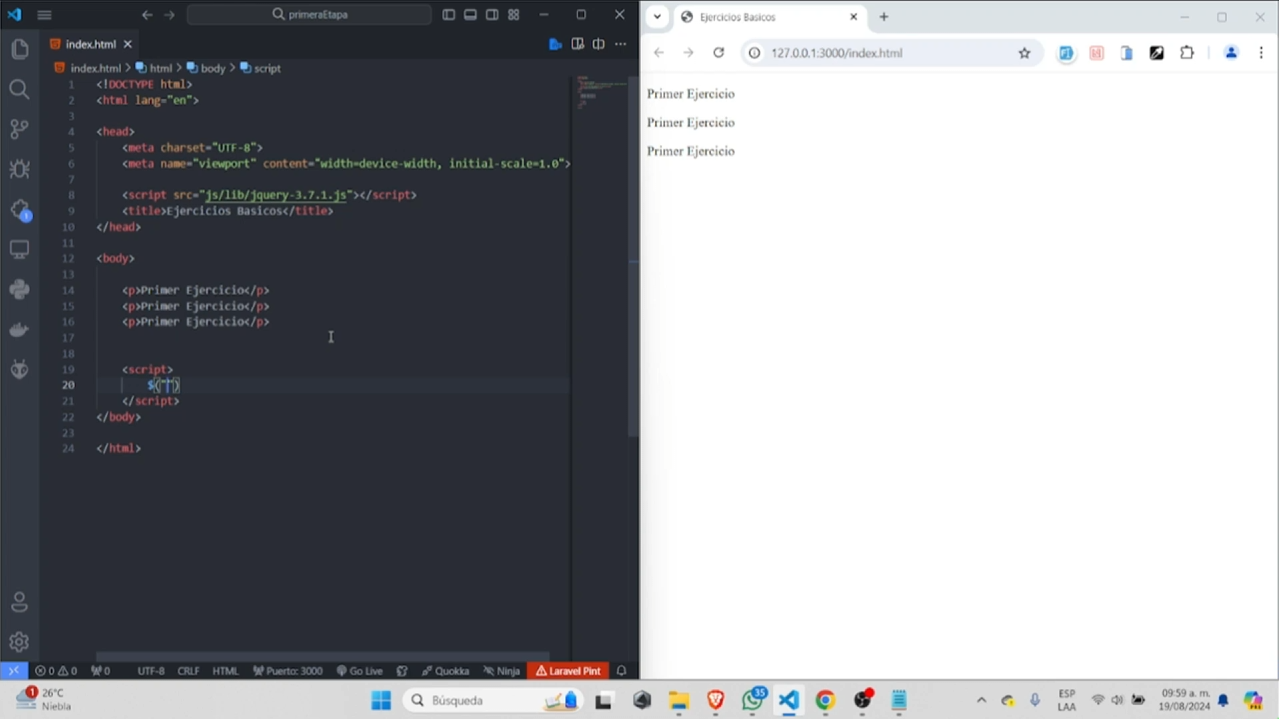 primeraEtapa
index.html
index.html > html > body > script
1 <!DOCTYPE html>
2 <html lang="en">
3
4 <head>
5 <meta charset="UTF-8">
6 <meta name="viewport" content="width=device-width, initial-scale=1.0">
7
8 <script src="js/lib/jquery-3.7.1.js"></script>
9 <title>Ejercicios Basicos</title>
10 </head>
11
12 <body>
13
14 <p>Primer Ejercicio</p>
15 <p>Primer Ejercicio</p>
16 <p>Primer Ejercicio</p>
17
18
19 <script>
20 $("")
21 </script>
22 </body>
23
24 </html>
0 0 0 UTF-8 CRLF HTML Puerto: 3000 Go Live Quokka Ninja Laravel Pint
Ejercicios Basicos
127.0.0.1:3000/index.html
Primer Ejercicio
Primer Ejercicio
Primer Ejercicio
1
26°C
Niebla
Búsqueda
35
ESP
LAA
09:59 a. m.
19/08/2024